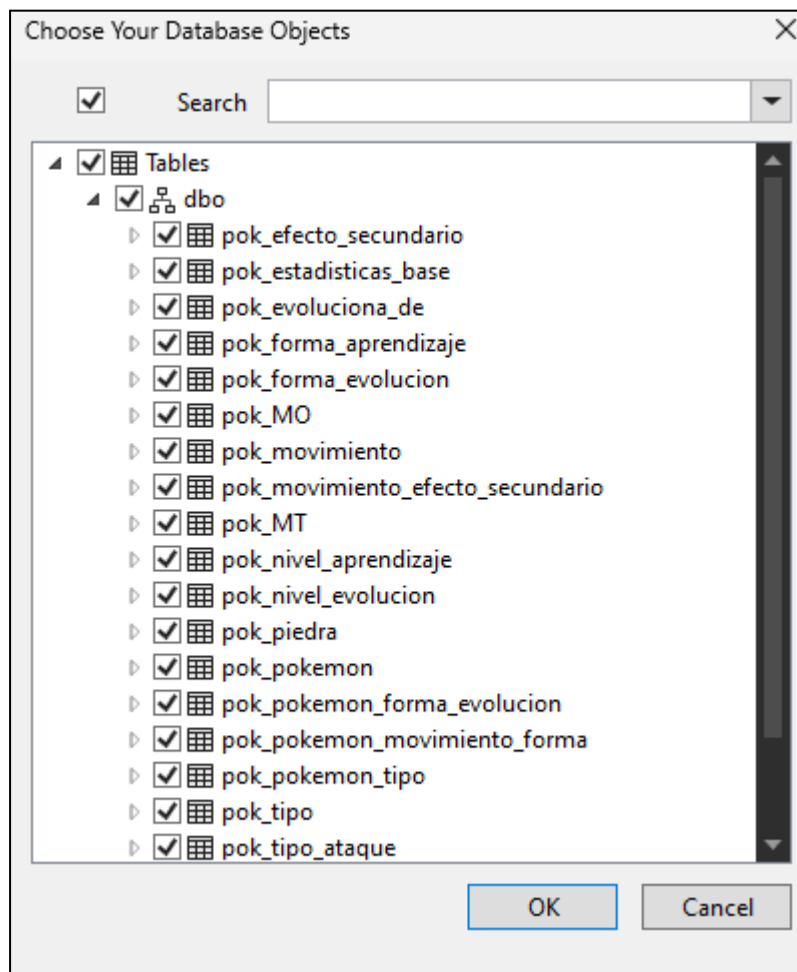 Choose Your Database Objects
Search
Tables
dbo
pok_efecto_secundario
pok_estadisticas_base
pok_evoluciona_de
pok_forma_aprendizaje
pok_forma_evolucion
pok_MO
pok_movimiento
pok_movimiento_efecto_secundario
pok_MT
pok_nivel_aprendizaje
pok_nivel_evolucion
pok_piedra
pok_pokemon
pok_pokemon_forma_evolucion
pok_pokemon_movimiento_forma
pok_pokemon_tipo
pok_tipo
pok_tipo_ataque
OK Cancel